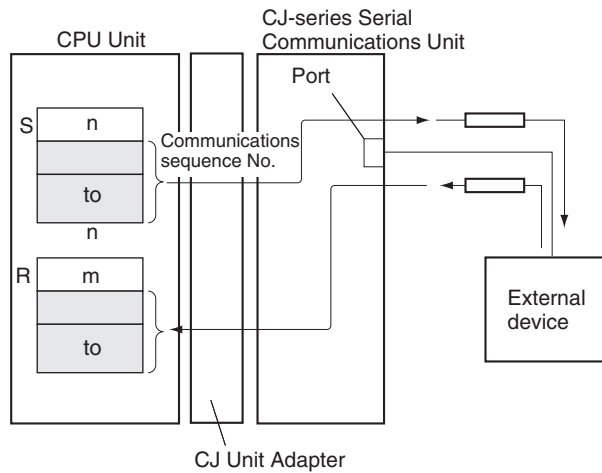 CPU Unit
CJ-series Serial
Communications Unit
Port
S
n
Communications
sequence No.
to
n
R
m
to
External
device
CJ Unit Adapter